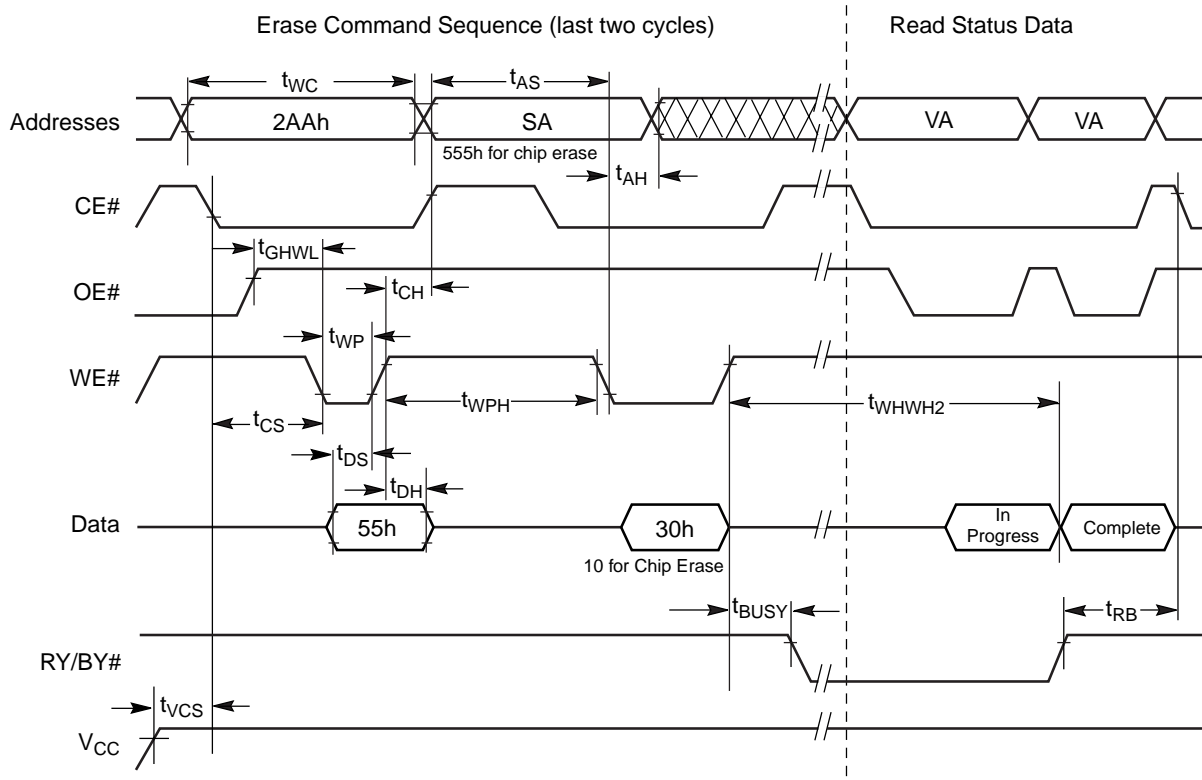 Erase Command Sequence (last two cycles)
Read Status Data
tWC
tAS
Addresses
2AAh
SA
VA
VA
555h for chip erase
tAH
CE#
tGHWL
OE#
tCH
tWP
WE#
tWPH
tWHWH2
tCS
tDS
tDH
Data
55h
30h
In
Progress
Complete
10 for Chip Erase
tBUSY
tRB
RY/BY#
tVCS
VCC